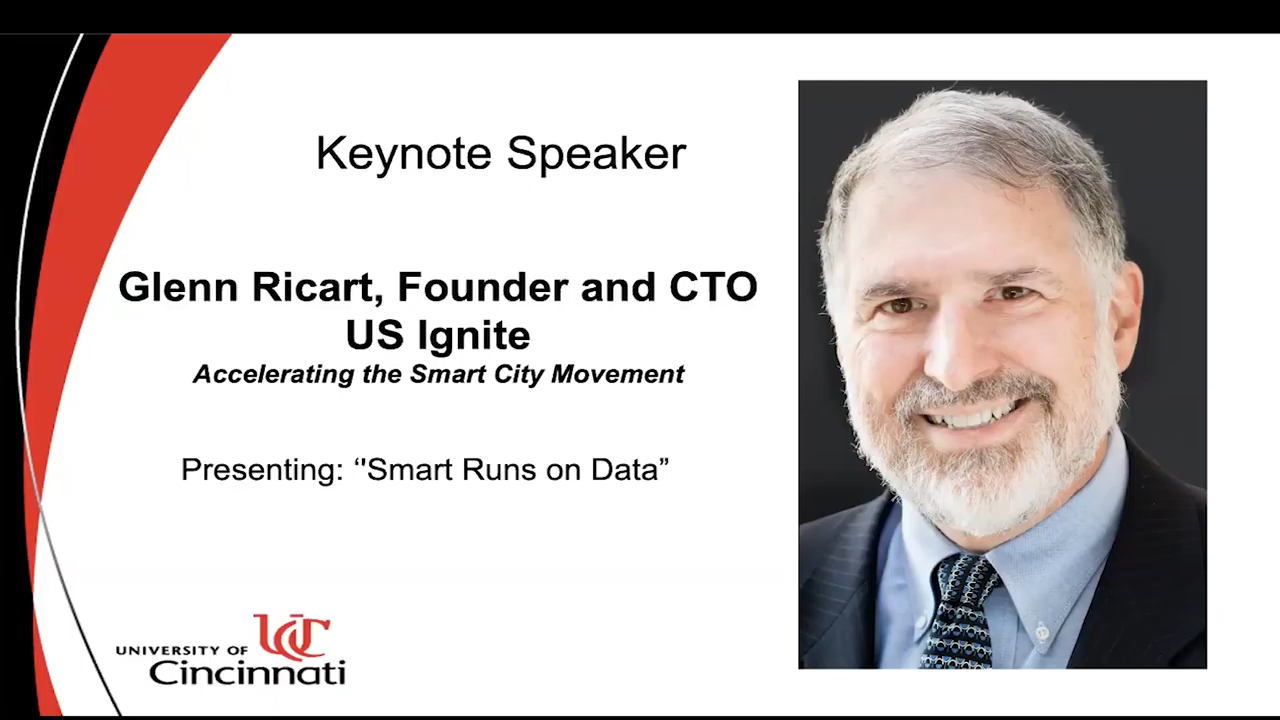 Keynote Speaker
Glenn Ricart, Founder and CTO
US Ignite
Accelerating the Smart City Movement
Presenting: ‘'Smart Runs on Data”
UC
UNIVERSITY OF
Cincinnati